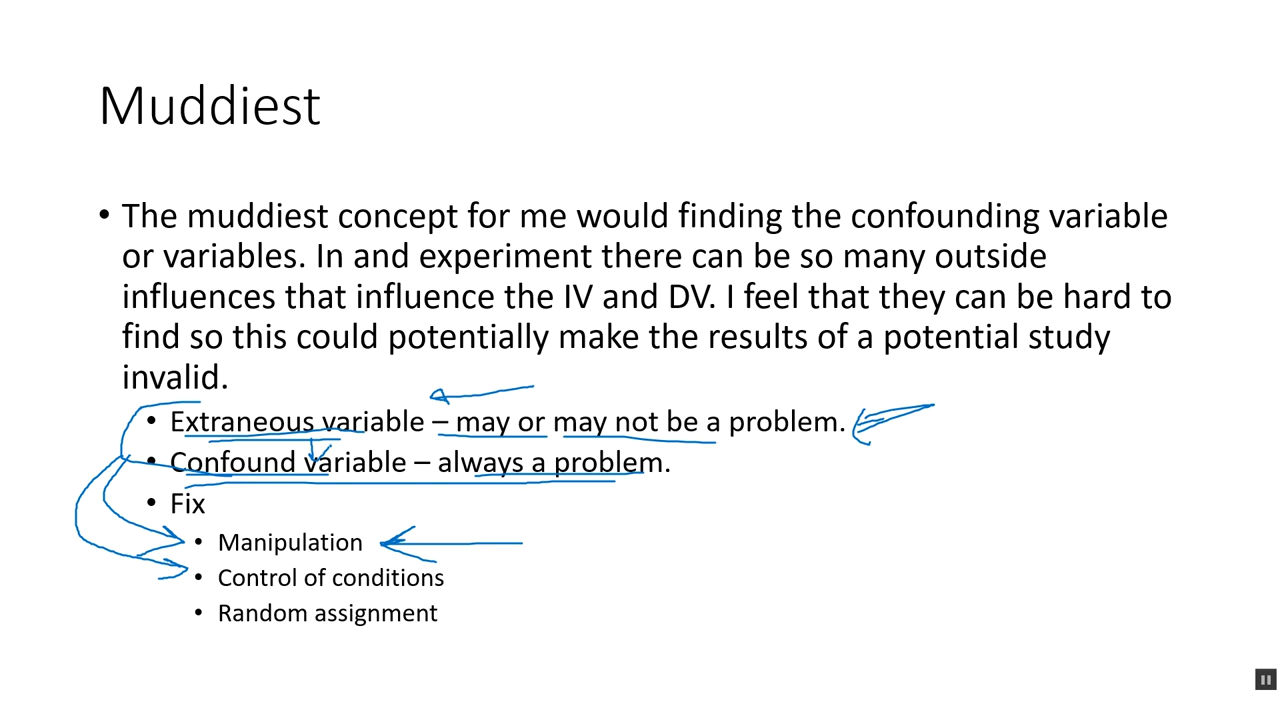 Muddiest
• The muddiest concept for me would finding the confounding variable
or variables. In and experiment there can be so many outside
influences that influence the IV and DV. I feel that they can be hard to
find so this could potentially make the results of a potential study
invalid.
• Extraneous variable – may or may not be a problem.
• Confound variable – always a problem.
• Fix
• Manipulation
• Control of conditions
• Random assignment